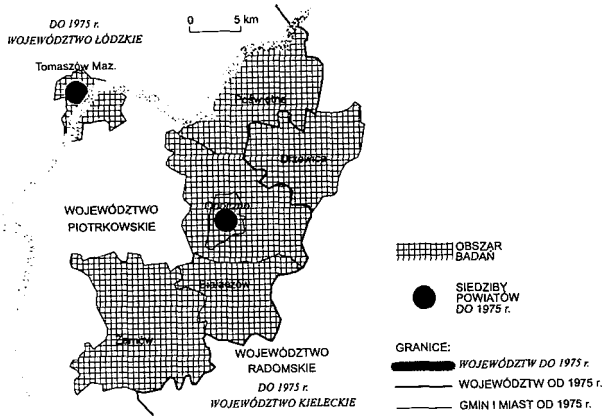 DO 1975 r.
WOJEWÓDZTWO ŁÓDZKIE
0 5 km
Tomaszów Maz.
Poświętne
Drzewica
Opoczno
WOJEWÓDZTWO
PIOTRKOWSKIE
OBSZAR
BADAŃ
Białaczów
SIEDZIBY
POWIATÓW
DO 1975 r.
Żarnów
GRANICE:
WOJEWÓDZTWO
RADOMSKIE
WOJEWÓDZTW DO 1975 r.
DO 1975 r.
WOJEWÓDZTW OD 1975 r.
WOJEWÓDZTWO KIELECKIE
GMIN I MIAST OD 1975 r.